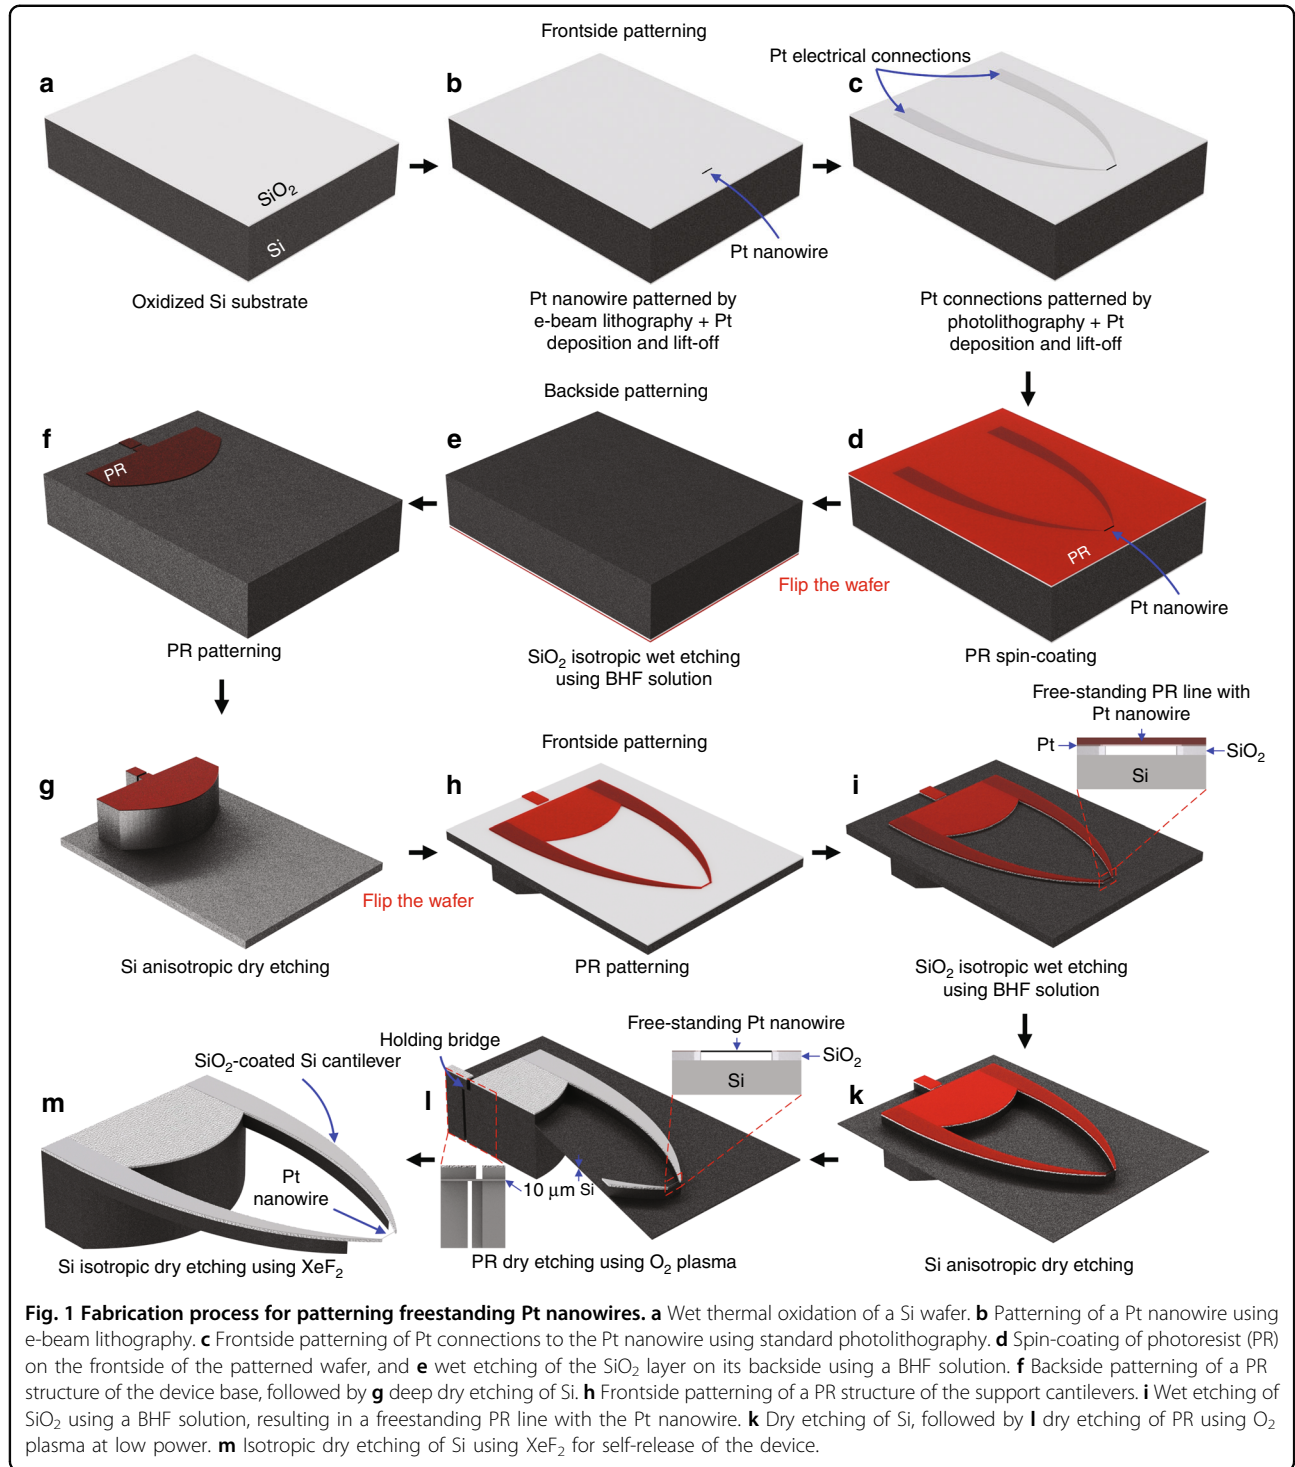 Frontside patterning
a
SiO2
Si
Oxidized Si substrate
b
Pt nanowire
Pt nanowire patterned by
e-beam lithography + Pt
deposition and lift-off
Pt electrical connections
c
Pt connections patterned by
photolithography + Pt
deposition and lift-off
Backside patterning
f
PR
PR patterning
e
Flip the wafer
SiO2 isotropic wet etching
using BHF solution
d
PR
Pt nanowire
PR spin-coating
g
Si anisotropic dry etching
Flip the wafer
Frontside patterning
h
PR patterning
Free-standing PR line with
Pt nanowire
Pt
SiO2
Si
i
SiO2 isotropic wet etching
using BHF solution
SiO2-coated Si cantilever
m
Pt
nanowire
Si isotropic dry etching using XeF2
Holding bridge
l
Free-standing Pt nanowire
SiO2
Si
10 μm
Si
PR dry etching using O2 plasma
k
Si anisotropic dry etching
Fig. 1 Fabrication process for patterning freestanding Pt nanowires. a Wet thermal oxidation of a Si wafer. b Patterning of a Pt nanowire using
e-beam lithography. c Frontside patterning of Pt connections to the Pt nanowire using standard photolithography. d Spin-coating of photoresist (PR)
on the frontside of the patterned wafer, and e wet etching of the SiO2 layer on its backside using a BHF solution. f Backside patterning of a PR
structure of the device base, followed by g deep dry etching of Si. h Frontside patterning of a PR structure of the support cantilevers. i Wet etching of
SiO2 using a BHF solution, resulting in a freestanding PR line with the Pt nanowire. k Dry etching of Si, followed by l dry etching of PR using O2
plasma at low power. m Isotropic dry etching of Si using XeF2 for self-release of the device.